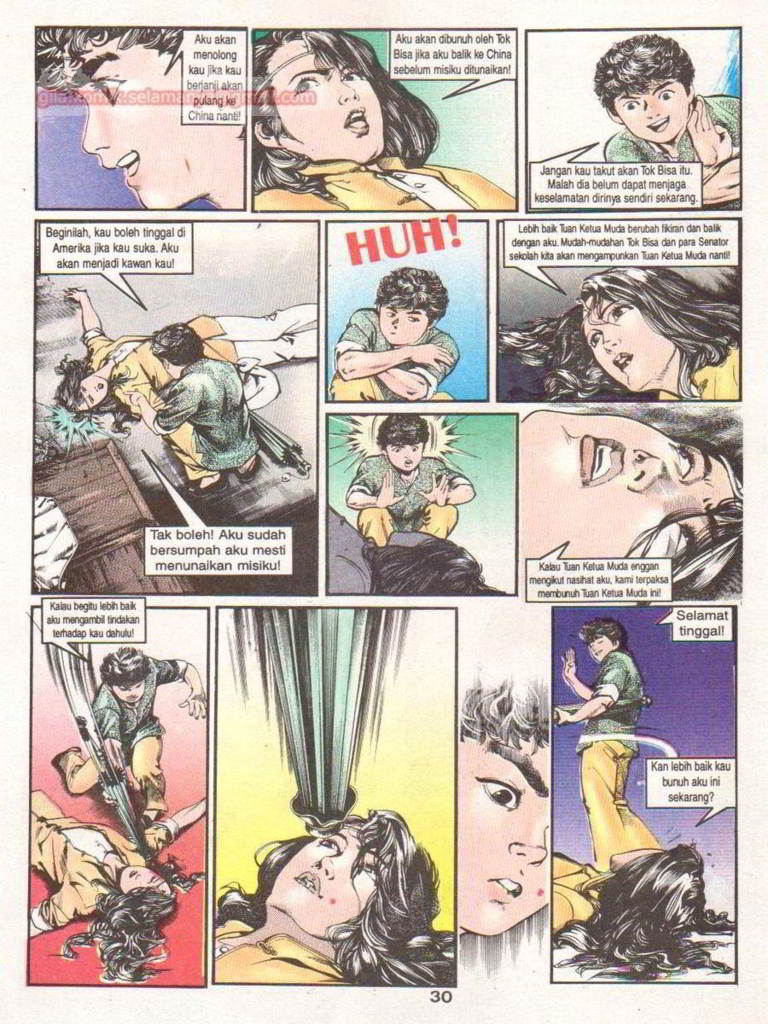 Aku akan
menolong
kau jika kau
berjanji akan
pulang ke
China nanti!
Aku akan dibunuh oleh Tok
Bisa jika aku balik ke China
sebelum misiku ditunaikan!
Jangan kau takut akan Tok Bisa itu.
Malah dia belum dapat menjaga
keselamatan dirinya sendiri sekarang.
Beginilah, kau boleh tinggal di
Amerika jika kau suka. Aku
akan menjadi kawan kau!
Tak boleh! Aku sudah
bersumpah aku mesti
menunaikan misiku!
HUH!
Lebih baik Tuan Ketua Muda berubah fikiran dan balik
dengan aku. Mudah-mudahan Tok Bisa dan para Senator
sekolah kita akan mengampunkan Tuan Ketua Muda nanti!
Kalau Tuan Ketua Muda enggan
mengikut nasihat aku, kami terpaksa
membunuh Tuan Ketua Muda ini!
Kalau begitu lebih baik
aku mengambil tindakan
terhadap kau dahulu!
Selamat
tinggal!
Kan lebih baik kau
bunuh aku ini
sekarang?
30